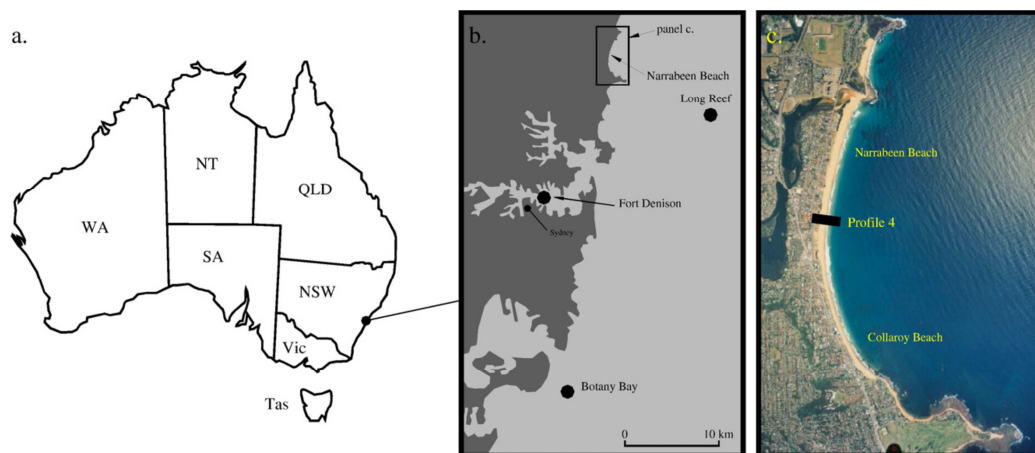 a.
WA
NT
QLD
SA
NSW
Vic
Tas
b.
panel c.
Narrabeen Beach
Long Reef
Fort Denison
Sydney
Botany Bay
0 10 km
c.
Narrabeen Beach
Profile 4
Collaroy Beach